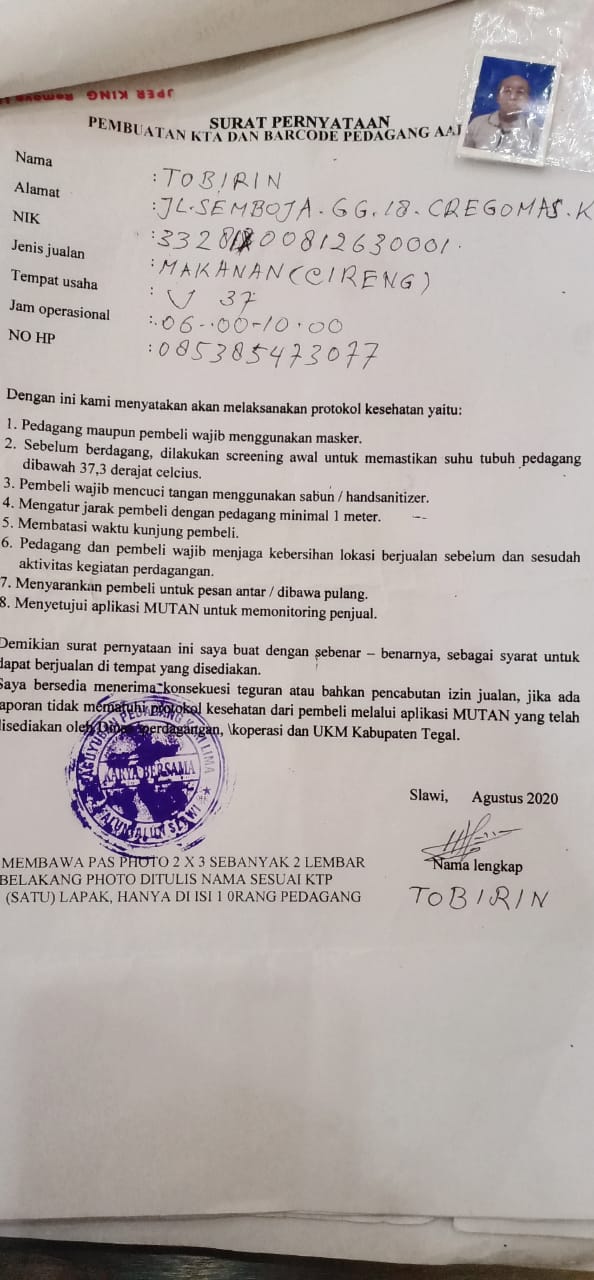 JPER KING Remove
SURAT PERNYATAAN
PEMBUATAN KTA DAN BARCODE PEDAGANG
Nama : TOBIRIN
Alamat : JL.SEMBOJA.GG.18.CREGOMAS.K
NIK
Jenis jualan : MAKANAN (CIRENG)
Tempat usaha : V 37
Jam operasional : 06-.00-10.00
NO HP : 085385473077
Dengan ini kami menyatakan akan melaksanakan protokol kesehatan yaitu:
1. Pedagang maupun pembeli wajib menggunakan masker.
2. Sebelum berdagang, dilakukan screening awal untuk memastikan suhu tubuh pedagang
dibawah 37,3 derajat celcius.
3. Pembeli wajib mencuci tangan menggunakan sabun / handsanitizer.
4. Mengatur jarak pembeli dengan pedagang minimal 1 meter.
5. Membatasi waktu kunjung pembeli.
6. Pedagang dan pembeli wajib menjaga kebersihan lokasi berjualan sebelum dan sesudah
aktivitas kegiatan perdagangan.
7. Menyarankan pembeli untuk pesan antar / dibawa pulang.
8. Menyetujui aplikasi MUTAN untuk memonitoring penjual.
Demikian surat pernyataan ini saya buat dengan sebenar – benarnya, sebagai syarat untuk
dapat berjualan di tempat yang disediakan.
Saya bersedia menerima konsekuesi teguran atau bahkan pencabutan izin jualan, jika ada
laporan tidak mematuhi protokol kesehatan dari pembeli melalui aplikasi MUTAN yang telah
disediakan oleh Dinas perdagangan, \koperasi dan UKM Kabupaten Tegal.
PAGUYUBAN PEDAGANG KAKI LIMA
KARYA BERSAMA
ALUN-ALUN SLAWI
Slawi, Agustus 2020
Nama lengkap
TOBIRIN
MEMBAWA PAS PHOTO 2 X 3 SEBANYAK 2 LEMBAR
BELAKANG PHOTO DITULIS NAMA SESUAI KTP
(SATU) LAPAK, HANYA DI ISI 1 0RANG PEDAGANG